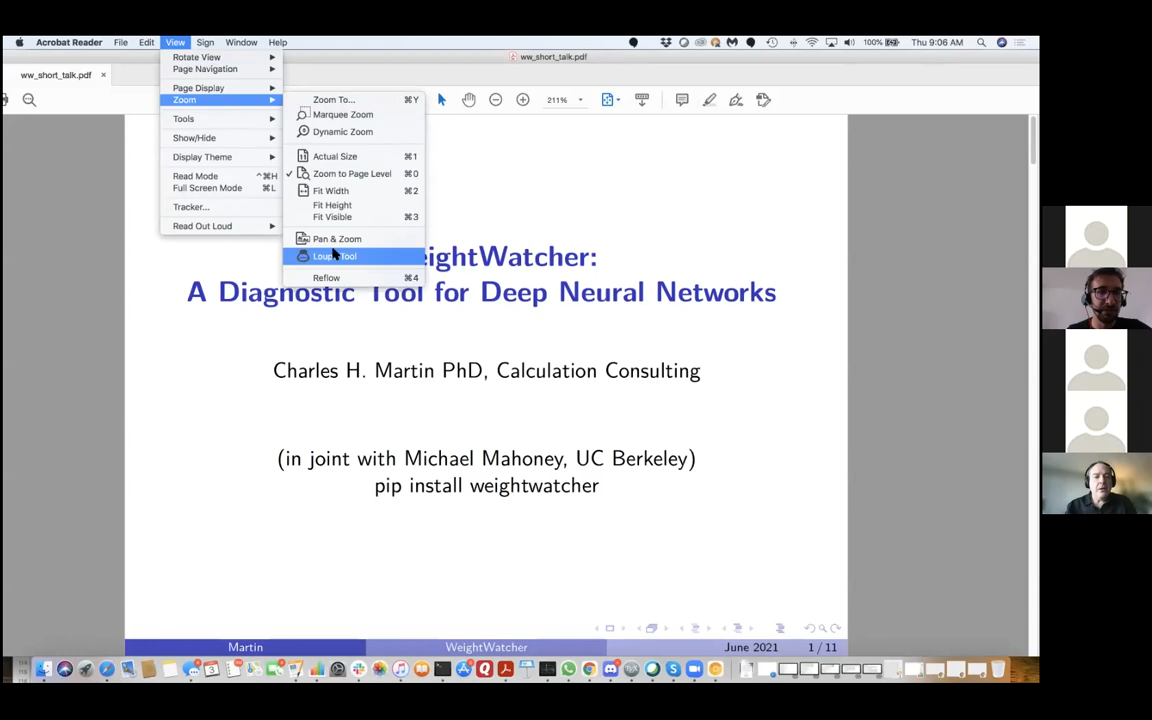 Acrobat Reader File Edit View Sign Window Help 100% Thu 9:06 AM
ww_short_talk.pdf
ww_short_talk.pdf ×
211%
Rotate View
Page Navigation
Page Display
Zoom
Tools
Show/Hide
Display Theme
Read Mode ^⌘H
Full Screen Mode ⌘L
Tracker...
Read Out Loud
Zoom To... ⌘Y
Marquee Zoom
Dynamic Zoom
Actual Size ⌘1
Zoom to Page Level ⌘0
Fit Width ⌘2
Fit Height
Fit Visible ⌘3
Pan & Zoom
Loupe Tool
Reflow ⌘4
ightWatcher:
A Diagnostic Tool for Deep Neural Networks
Charles H. Martin PhD, Calculation Consulting
(in joint with Michael Mahoney, UC Berkeley)
pip install weightwatcher
Martin WeightWatcher June 2021 1 / 11